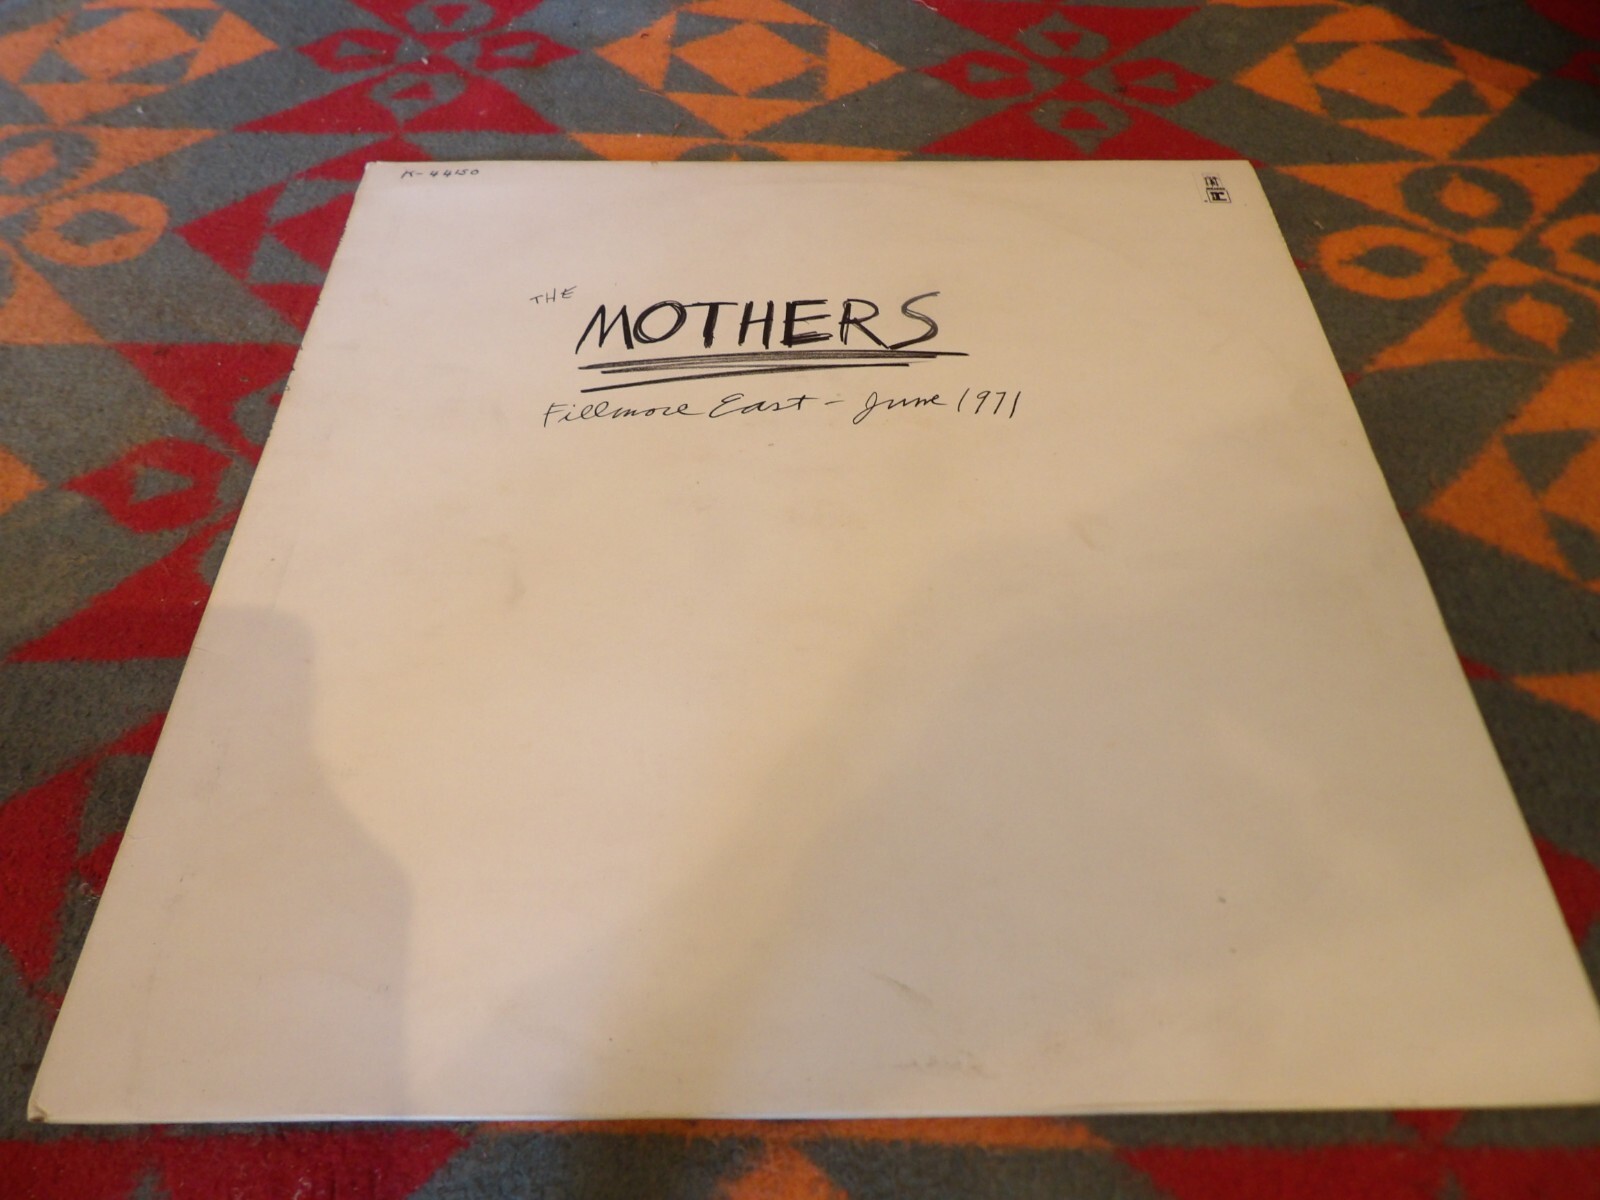 K-44150
THE
MOTHERS
Fillmore East - June 1971